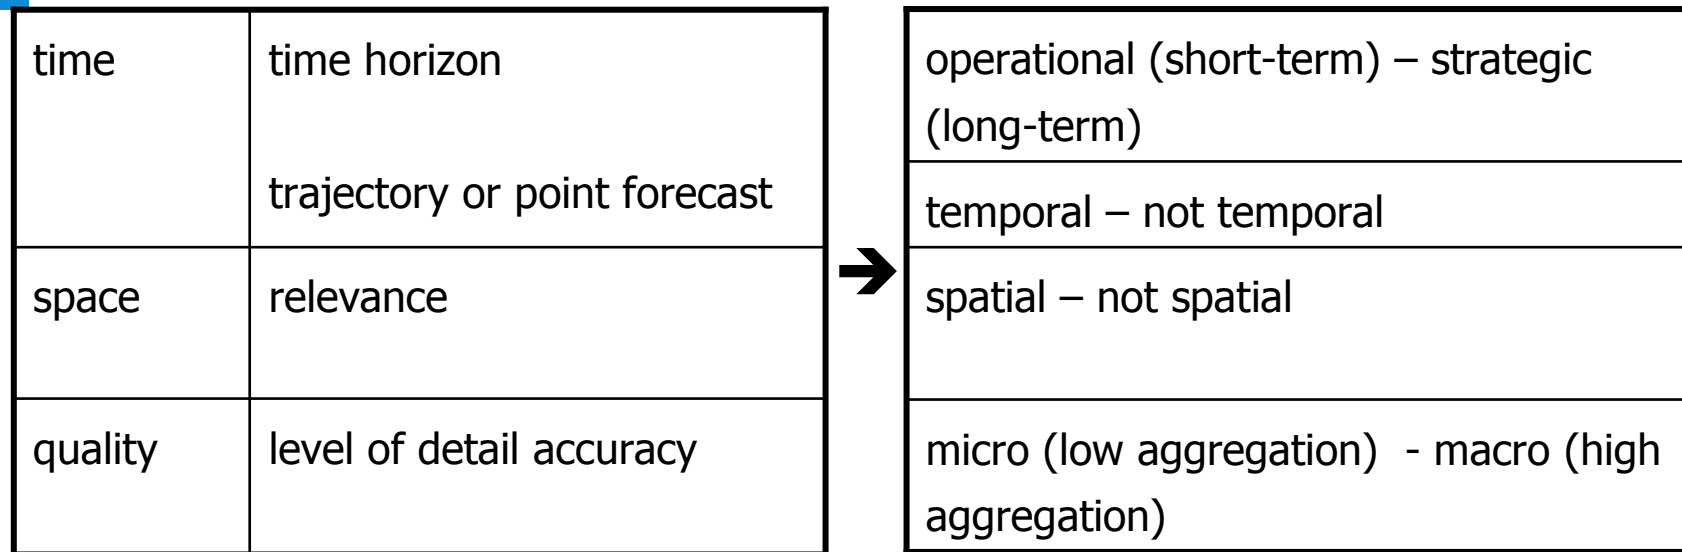 time
time horizon
trajectory or point forecast
space
relevance
quality
level of detail accuracy
➔
operational (short-term) – strategic
(long-term)
temporal – not temporal
spatial – not spatial
micro (low aggregation)  - macro (high
aggregation)